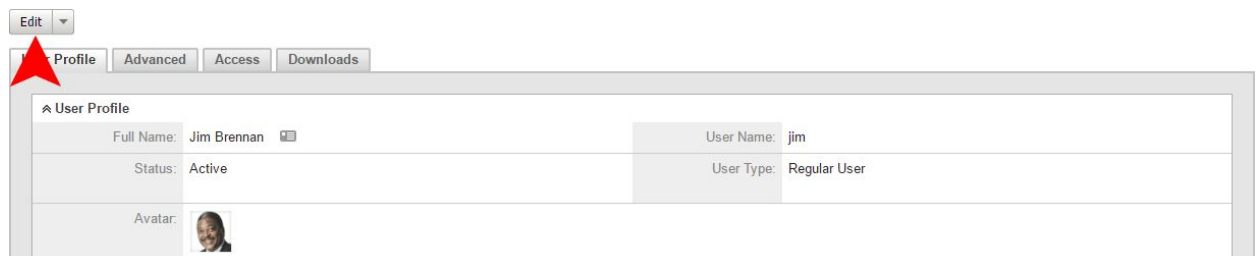 Edit
Profile Advanced Access Downloads
User Profile
Full Name: Jim Brennan User Name: jim
Status: Active User Type: Regular User
Avatar: